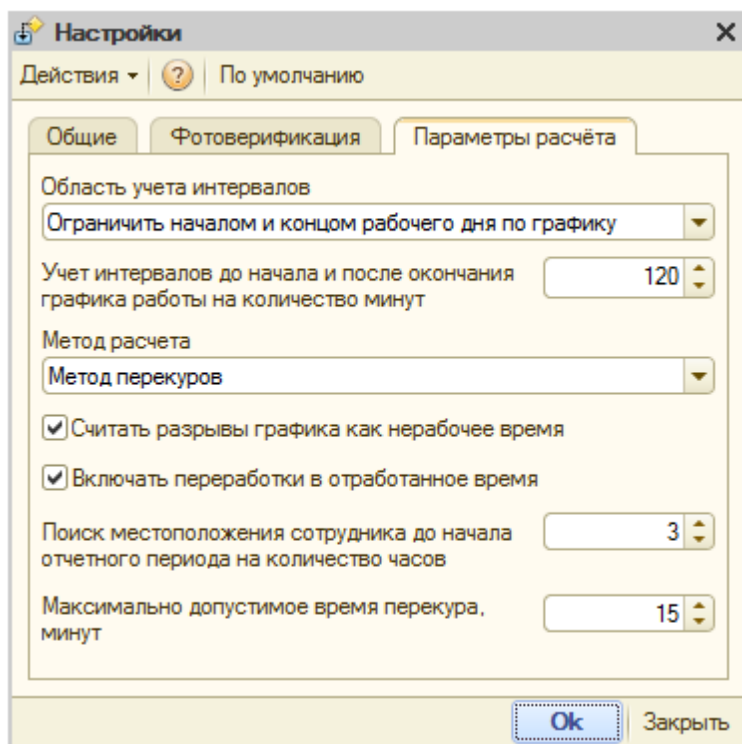 Настройки
Действия
? По умолчанию
Общие Фотоверификация Параметры расчёта
Область учета интервалов
Ограничить началом и концом рабочего дня по графику
Учет интервалов до начала и после окончания
графика работы на количество минут
120
Метод расчета
Метод перекуров
Считать разрывы графика как нерабочее время
Включать переработки в отработанное время
Поиск местоположения сотрудника до начала
отчетного периода на количество часов
3
Максимально допустимое время перекура,
минут
15
Ok Закрыть